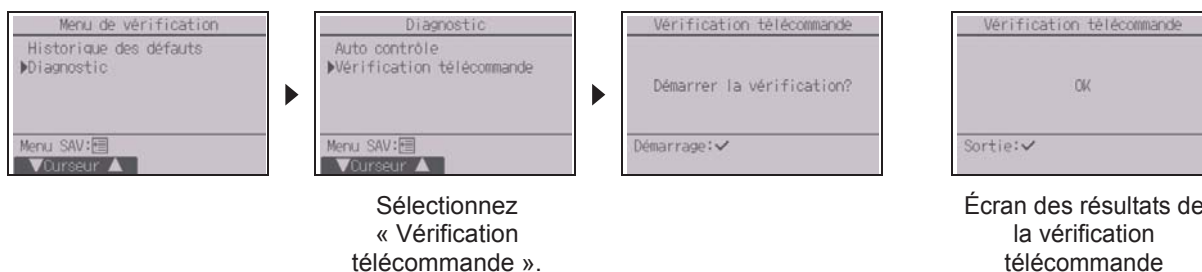 Menu de vérification
Historique des défauts
▶Diagnostic
Menu SAV:
▼Curseur ▲
Diagnostic
Auto contrôle
▶Vérification télécommande
Menu SAV:
▼Curseur ▲
Sélectionnez
« Vérification
télécommande ».
Vérification télécommande
Démarrer la vérification?
Démarrage:✓
Vérification télécommande
OK
Sortie:✓
Écran des résultats de
la vérification
télécommande